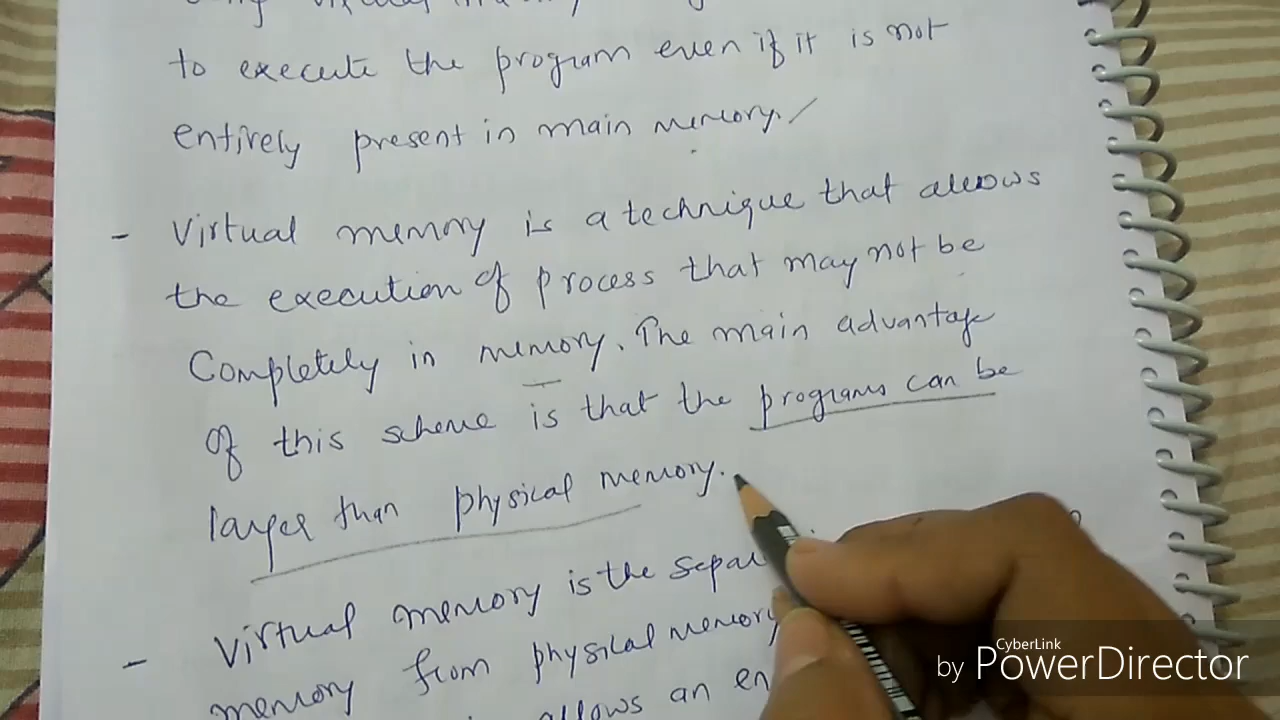 to execute the program even if it is not
entirely present in main memory.
- Virtual memory is a technique that allows
the execution of process that may not be
Completely in memory. The main advantage
of this scheme is that the programs can be
larger than physical memory.
- Virtual memory is the
memory from physical memory
allows an
CyberLink
by PowerDirector